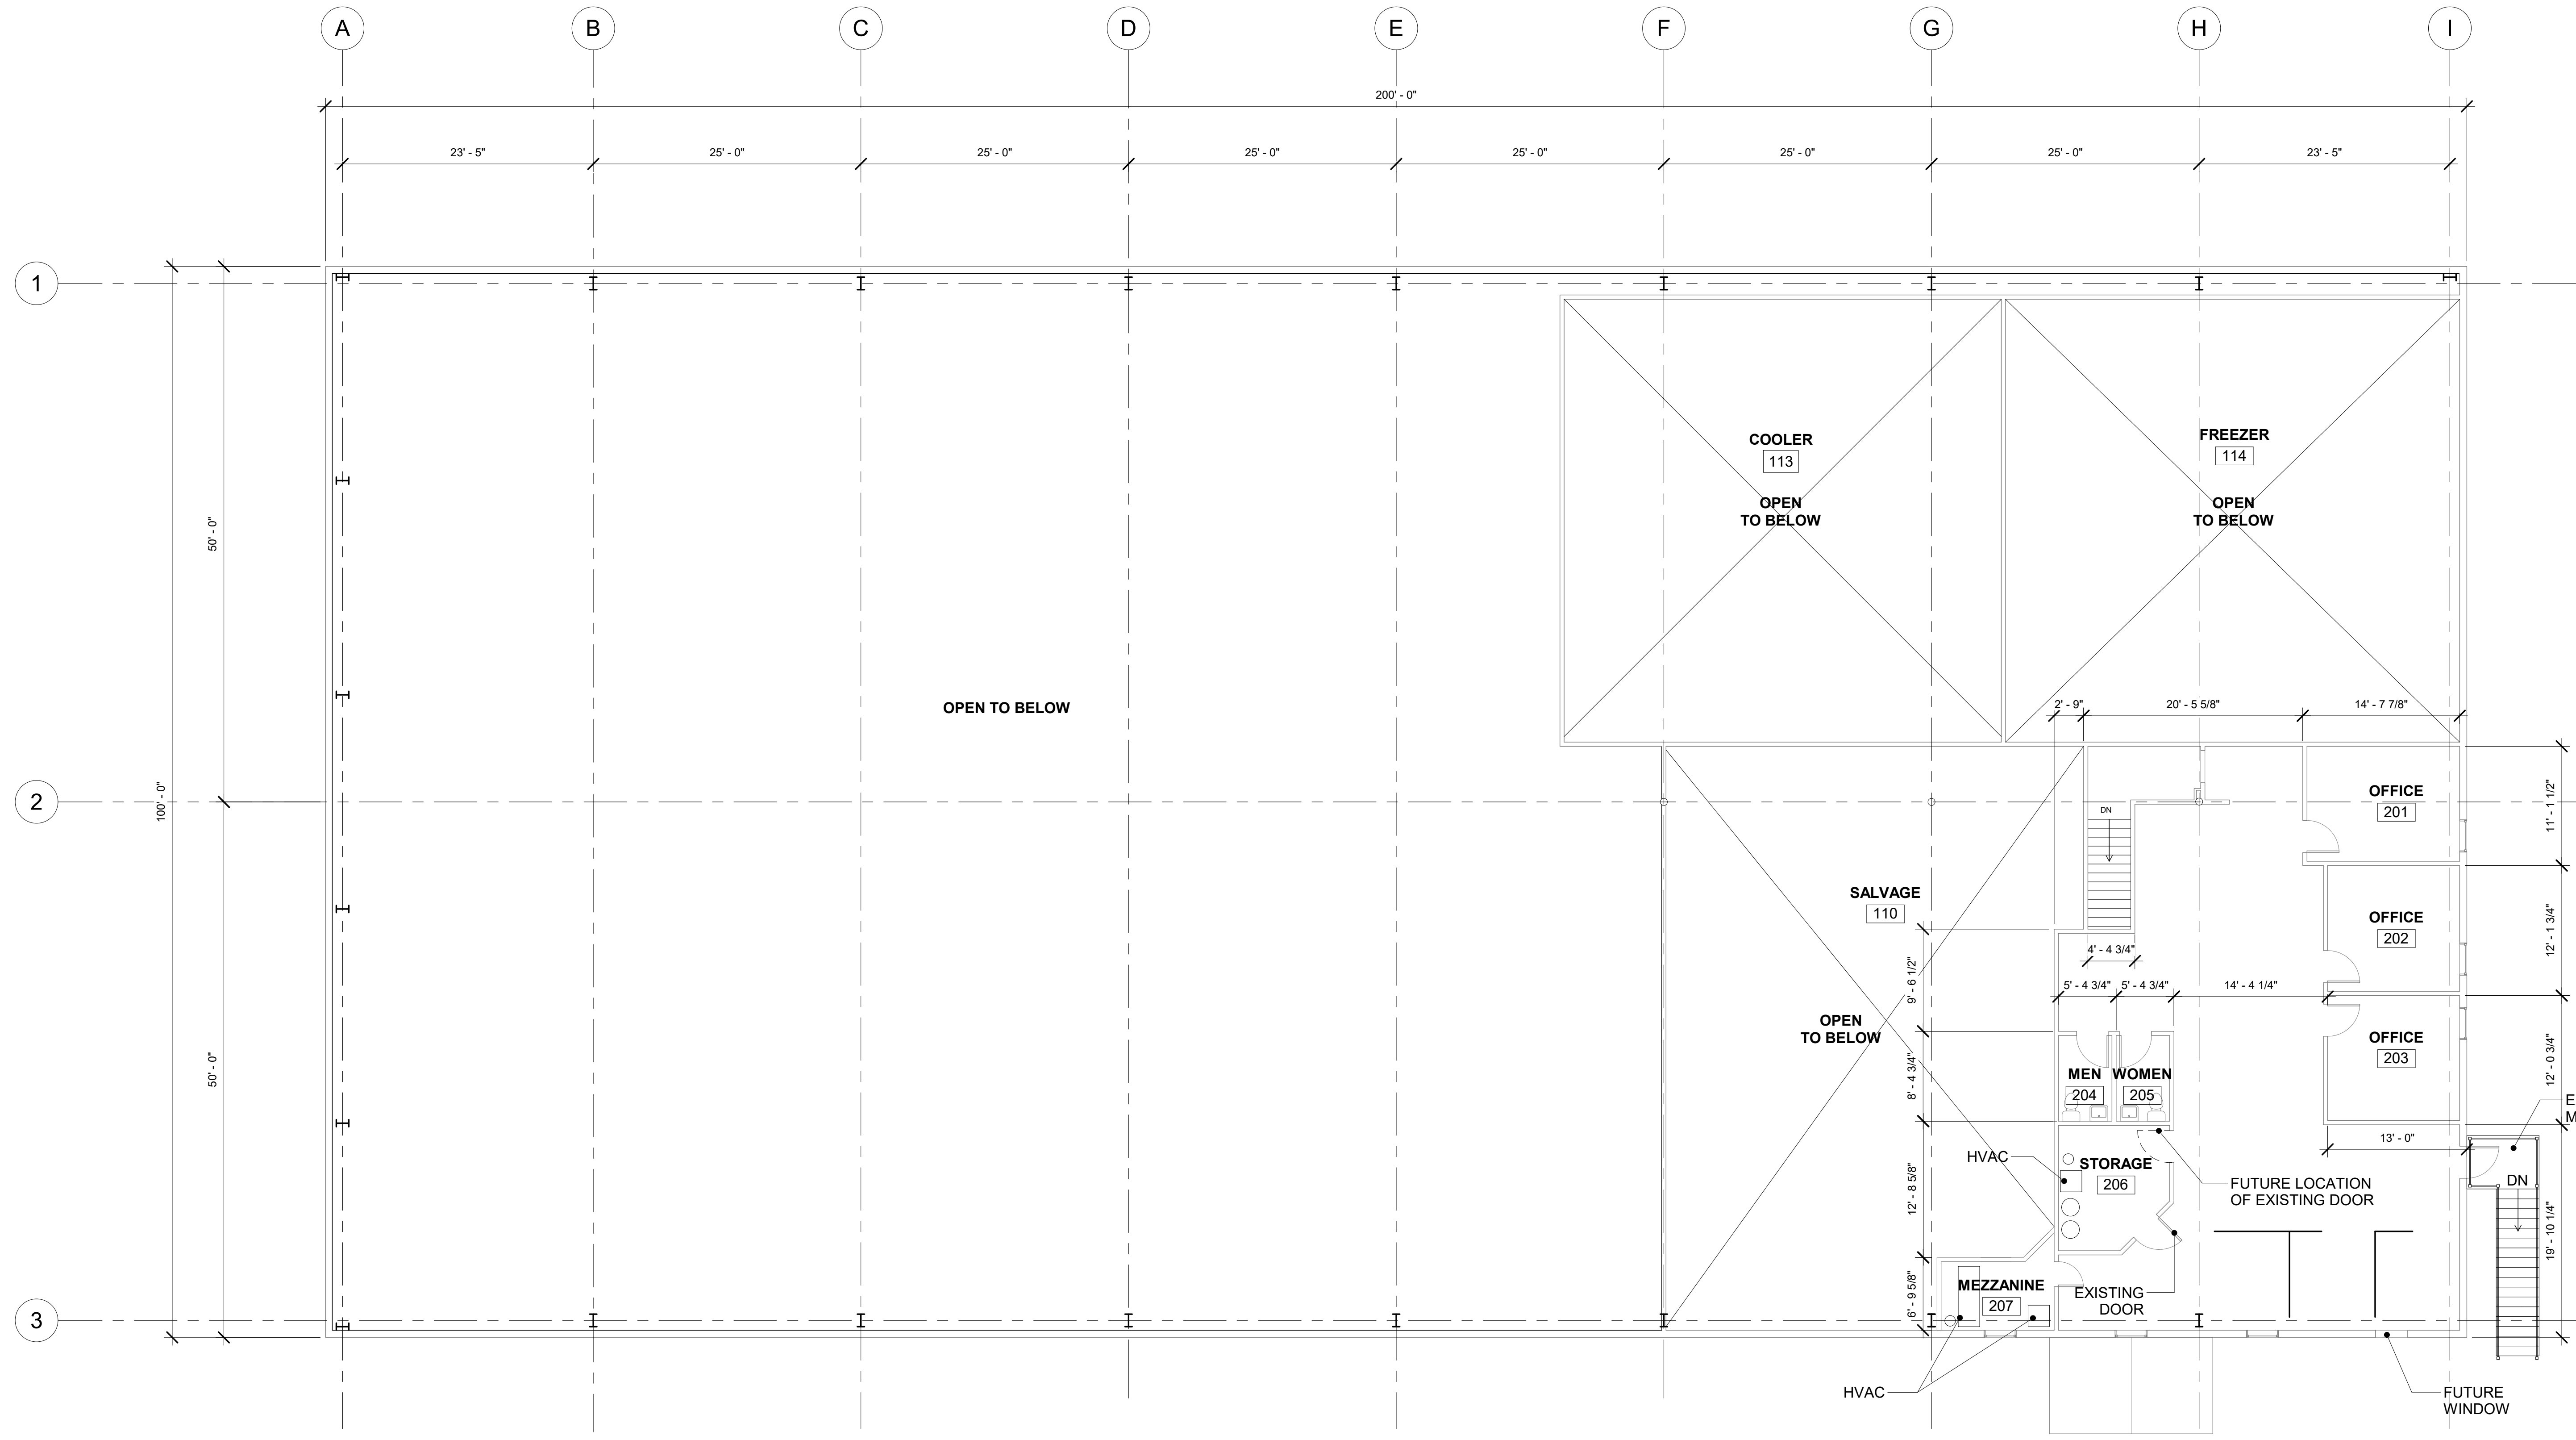 A
B
C
D
E
F
G
H
I
200' - 0"
23' - 5"
25' - 0"
25' - 0"
25' - 0"
25' - 0"
25' - 0"
25' - 0"
23' - 5"
1
2
3
50' - 0"
100' - 0"
50' - 0"
OPEN TO BELOW
COOLER
113
OPEN
TO BELOW
FREEZER
114
OPEN
TO BELOW
2' - 9"
20' - 5 5/8"
14' - 7 7/8"
OFFICE
201
11' - 1 1/2"
DN
SALVAGE
110
OFFICE
202
12' - 1 3/4"
4' - 4 3/4"
9' - 6 1/2"
5' - 4 3/4"
5' - 4 3/4"
14' - 4 1/4"
OPEN
TO BELOW
OFFICE
203
12' - 0 3/4"
8' - 4 3/4"
MEN
204
WOMEN
205
E
M
13' - 0"
HVAC
STORAGE
206
12' - 8 5/8"
FUTURE LOCATION
OF EXISTING DOOR
DN
19' - 10 1/4"
MEZZANINE
207
6' - 9 5/8"
EXISTING
DOOR
HVAC
FUTURE
WINDOW